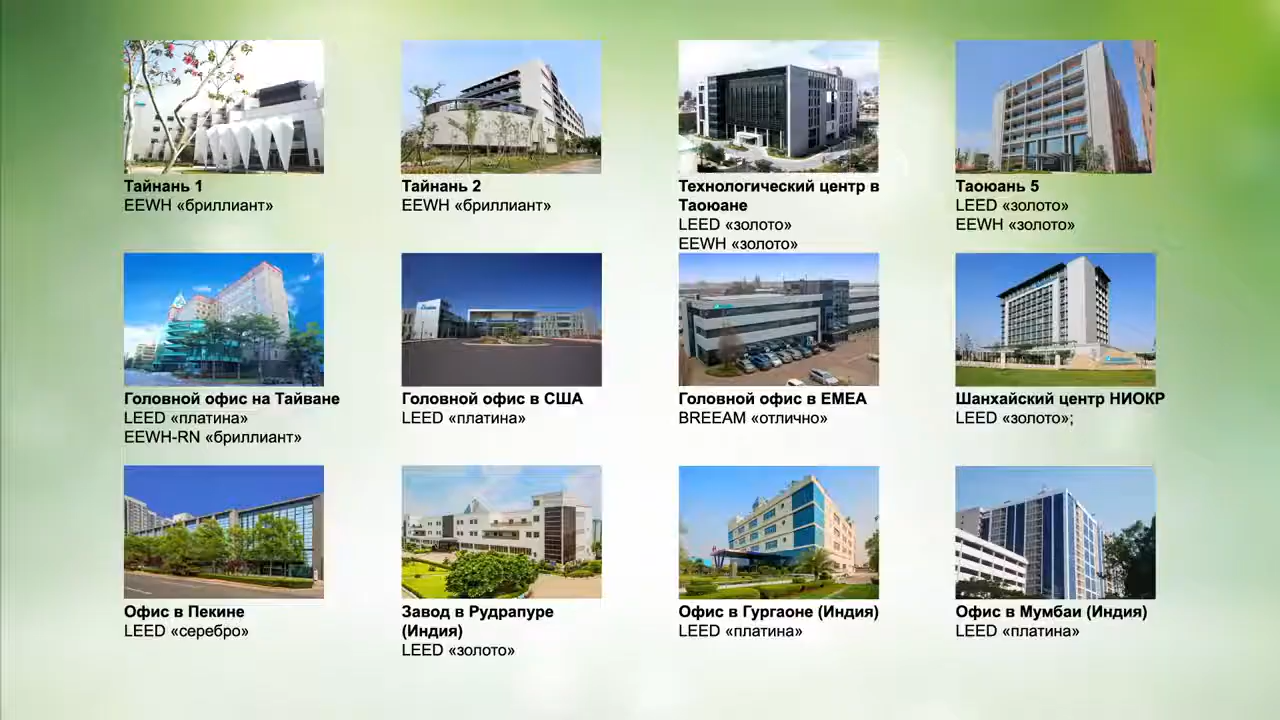 Тайнань 1
EEWH «бриллиант»
Тайнань 2
EEWH «бриллиант»
Технологический центр в
Таоюане
LEED «золото»
EEWH «золото»
Таоюань 5
LEED «золото»
EEWH «золото»
Головной офис на Тайване
LEED «платина»
EEWH-RN «бриллиант»
Головной офис в США
LEED «платина»
Головной офис в EMEA
BREEAM «отлично»
Шанхайский центр НИОКР
LEED «золото»;
Офис в Пекине
LEED «серебро»
Завод в Рудрапуре
(Индия)
LEED «золото»
Офис в Гургаоне (Индия)
LEED «платина»
Офис в Мумбаи (Индия)
LEED «платина»